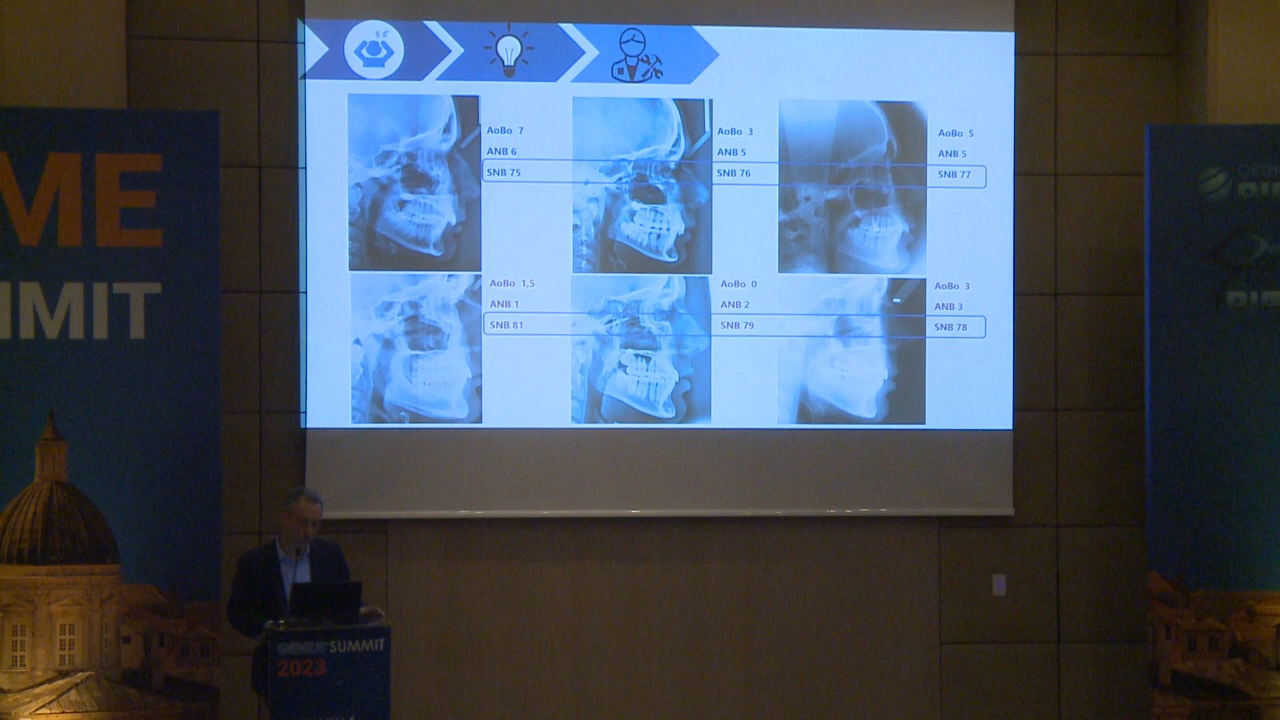 AoBo 7
ANB 6
SNB 75
AoBo 3
ANB 5
SNB 76
AoBo 5
ANB 5
SNB 77
AoBo 1,5
ANB 1
SNB 81
AoBo 0
ANB 2
SNB 79
AoBo 3
ANB 3
SNB 78
ME
MMIT
GENIUS SUMMIT
2023